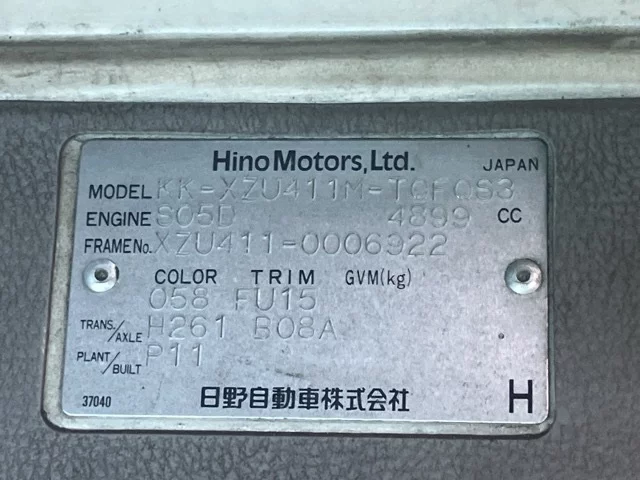 Hino Motors, Ltd. JAPAN
MODEL KK-XZU411M-TCFQS3
ENGINE S05D 4899 CC
FRAME No. XZU411-0006922
COLOR TRIM GVM(kg)
058 FU15
TRANS./AXLE H261 B08A
PLANT/BUILT P11
37040 日野自動車株式会社 H